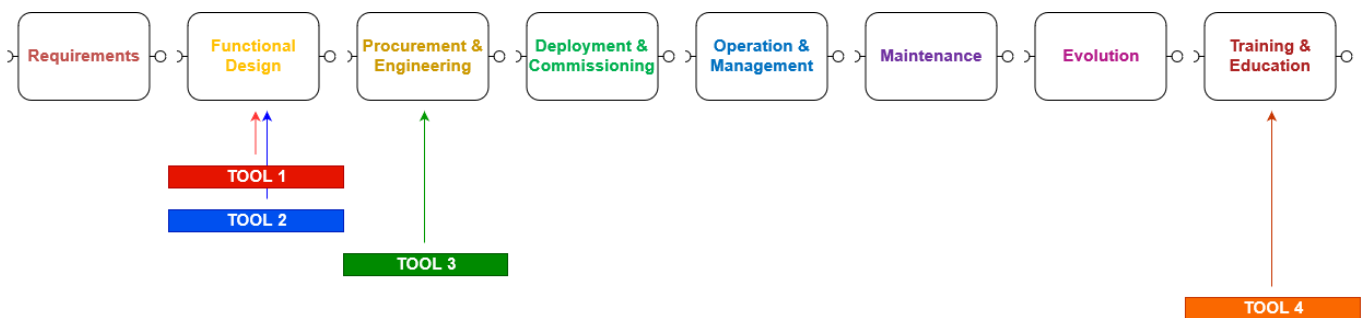 Requirements
Functional
Design
Procurement &
Engineering
Deployment &
Commissioning
Operation &
Management
Maintenance
Evolution
Training &
Education
TOOL 1
TOOL 2
TOOL 3
TOOL 4